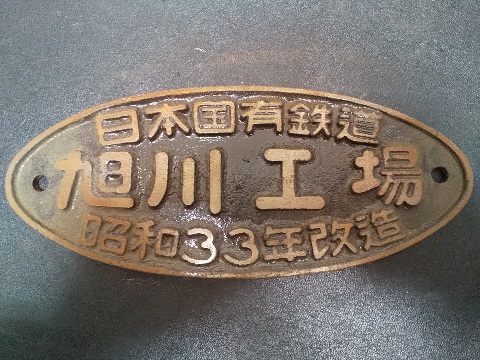 日本国有鉄道
旭川工場
昭和33年改造